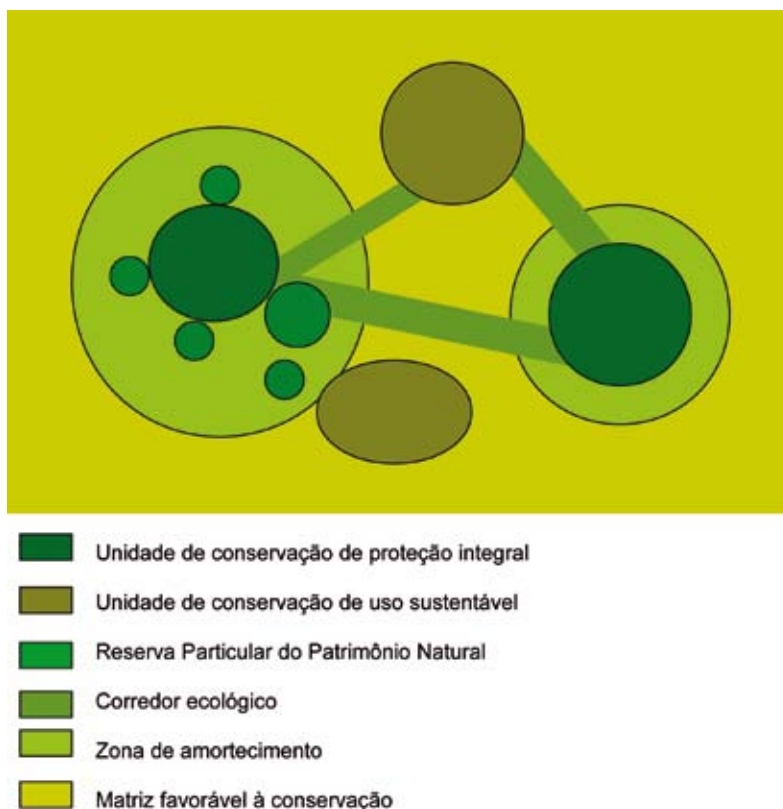 Unidade de conservação de proteção integral
Unidade de conservação de uso sustentável
Reserva Particular do Patrimônio Natural
Corredor ecológico
Zona de amortecimento
Matriz favorável à conservação